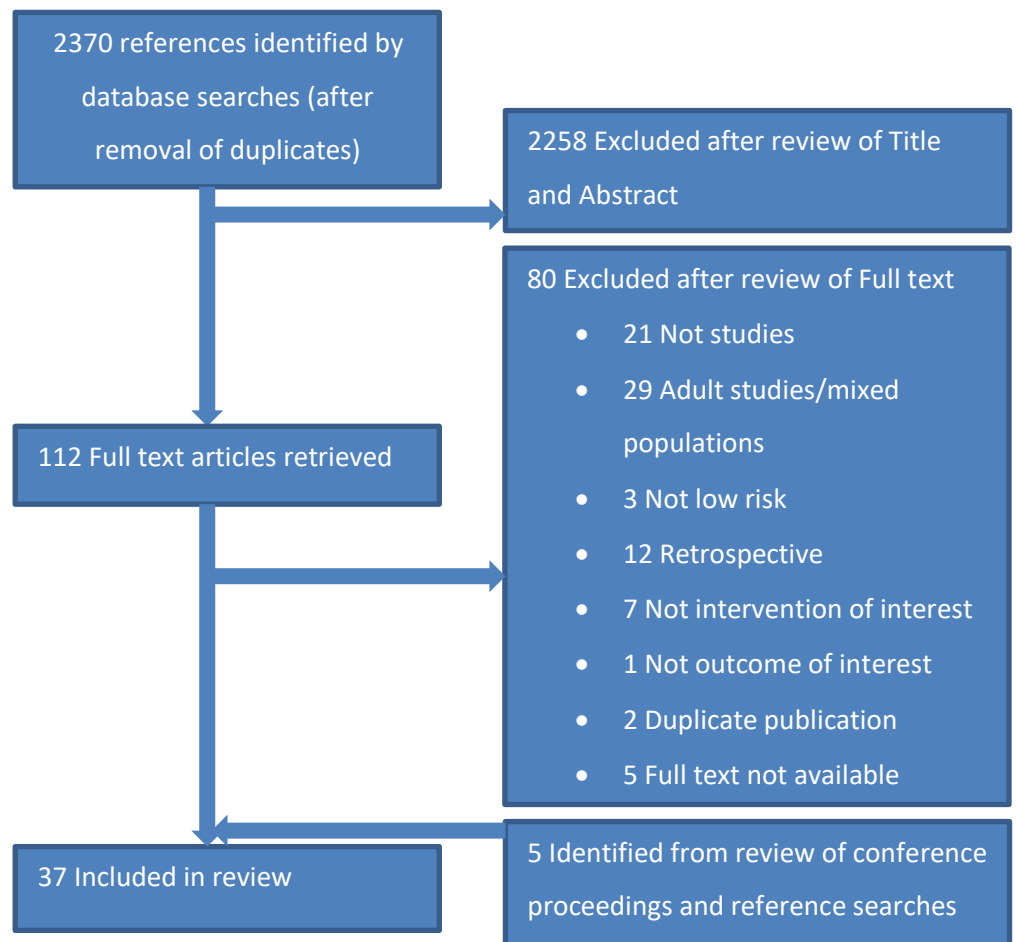 2370 references identified by
database searches (after
removal of duplicates)
2258 Excluded after review of Title
and Abstract
80 Excluded after review of Full text
• 21 Not studies
• 29 Adult studies/mixed
populations
• 3 Not low risk
• 12 Retrospective
• 7 Not intervention of interest
• 1 Not outcome of interest
• 2 Duplicate publication
• 5 Full text not available
112 Full text articles retrieved
5 Identified from review of conference
proceedings and reference searches
37 Included in review